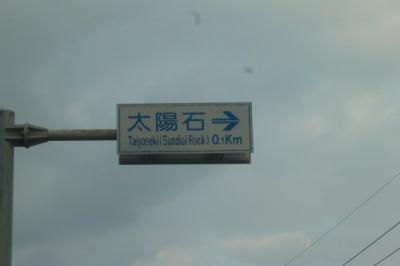 太陽石→
Taiyoseki (Sundial Rock) 0.1Km